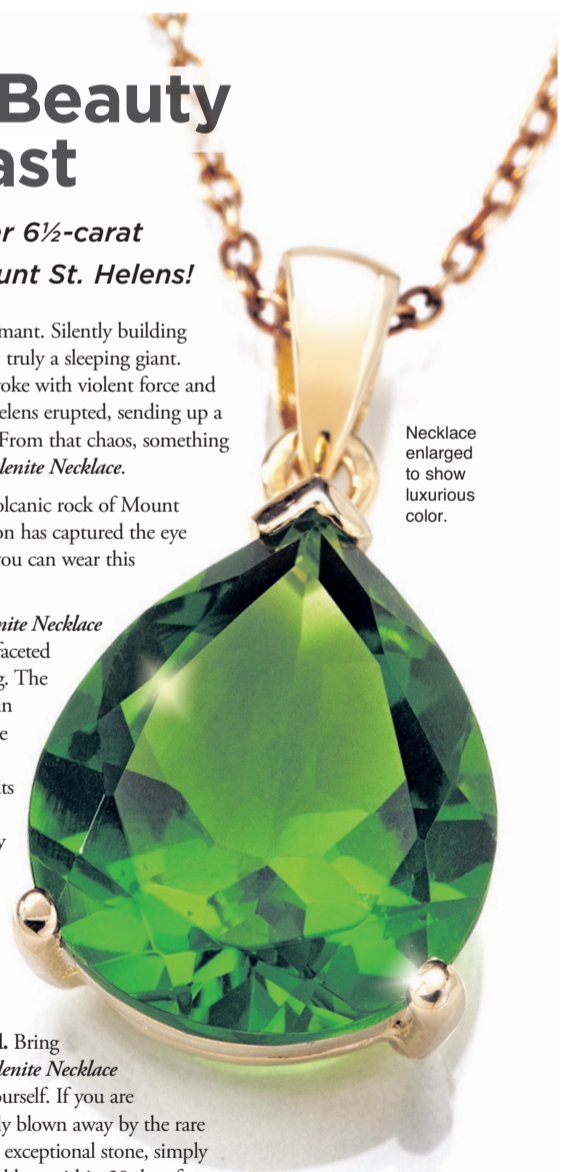 Beauty
ast
r 6½-carat
unt St. Helens!
mant. Silently building
truly a sleeping giant.
oke with violent force and
elens erupted, sending up a
From that chaos, something
lenite Necklace.
olcanic rock of Mount
on has captured the eye
ou can wear this
nite Necklace
faceted
g. The
in
e
its
y
Necklace
enlarged
to show
luxurious
color.
l. Bring
lenite Necklace
ourself. If you are
ly blown away by the rare
exceptional stone, simply